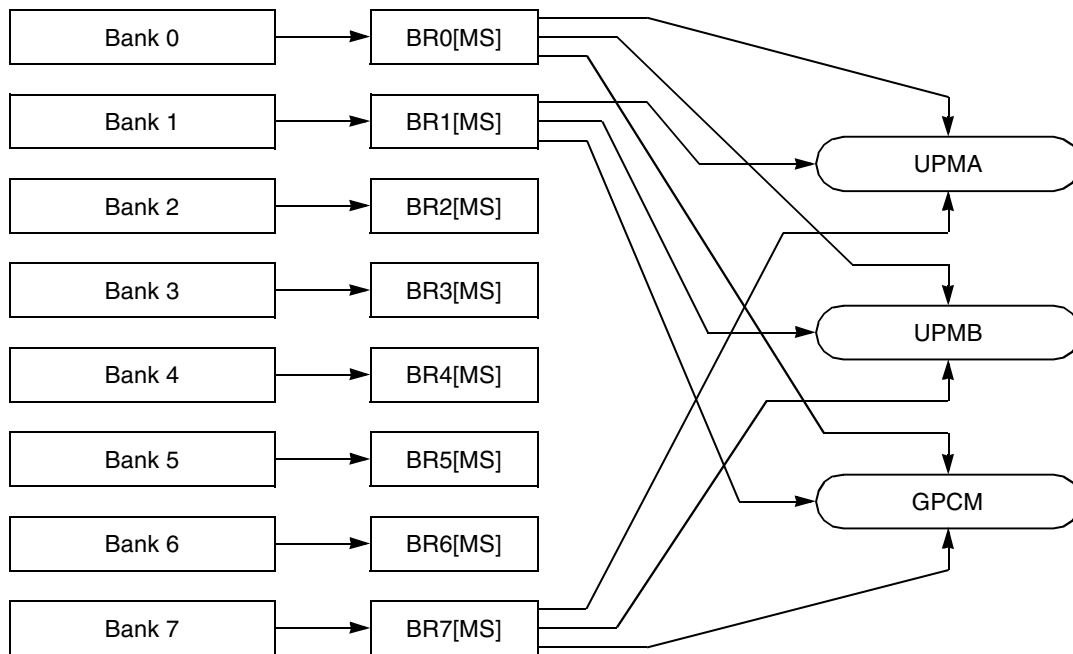 Bank 0
BR0[MS]
Bank 1
BR1[MS]
UPMA
Bank 2
BR2[MS]
Bank 3
BR3[MS]
UPMB
Bank 4
BR4[MS]
Bank 5
BR5[MS]
GPCM
Bank 6
BR6[MS]
Bank 7
BR7[MS]